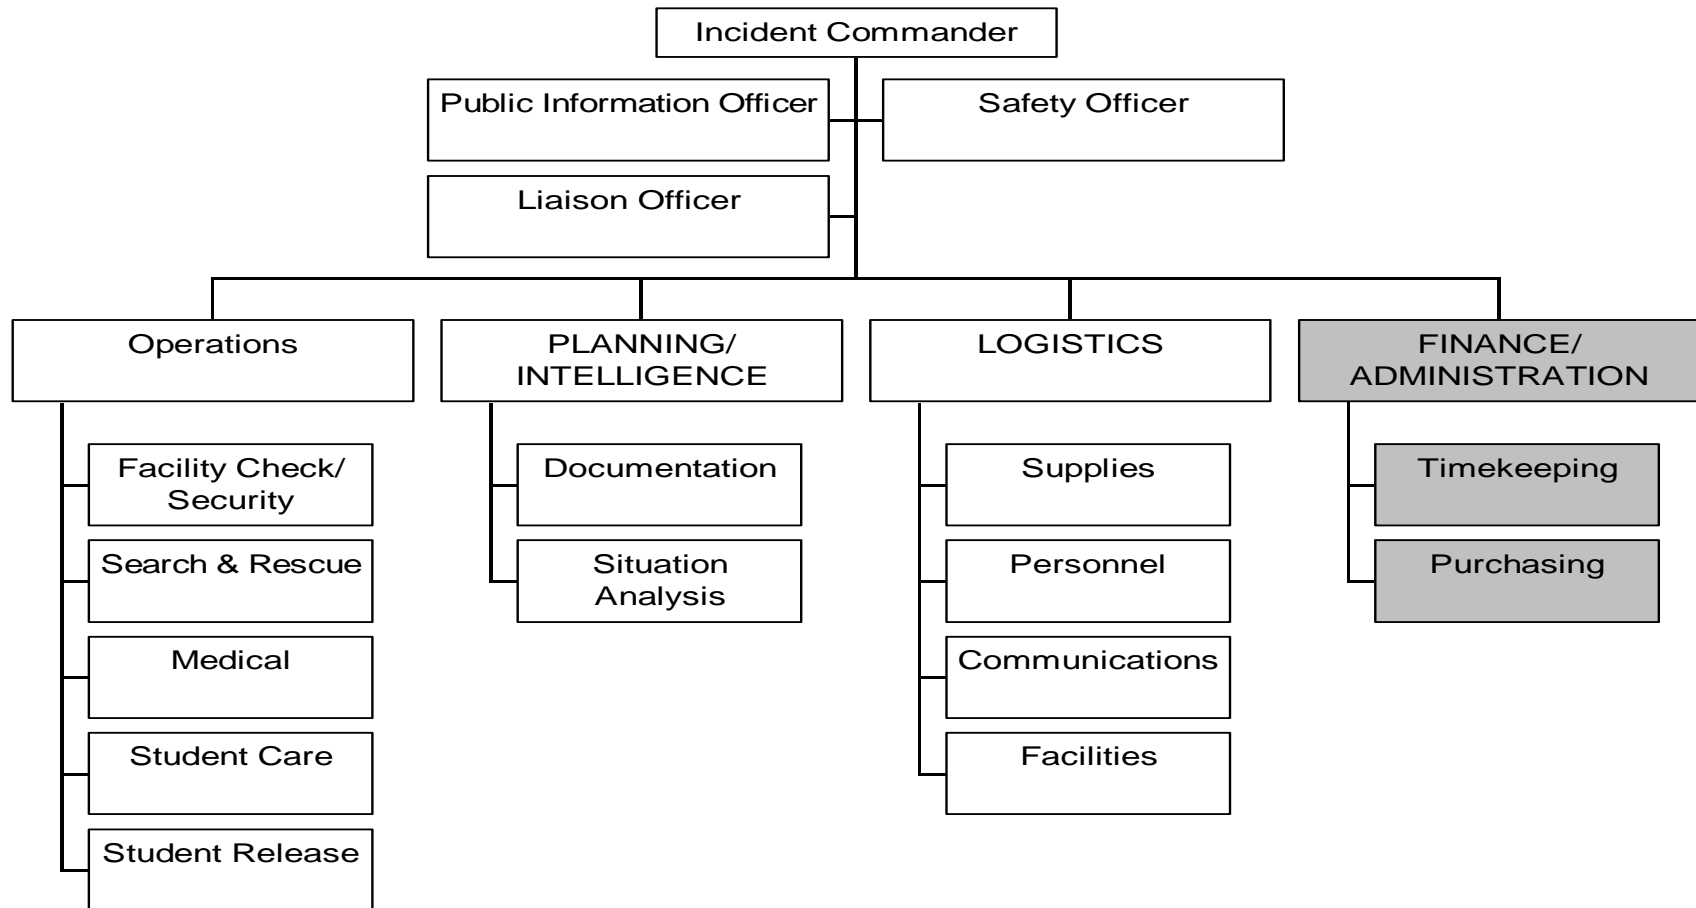 Incident Commander
Public Information Officer
Safety Officer
Liaison Officer
Operations
PLANNING/
INTELLIGENCE
LOGISTICS
FINANCE/
ADMINISTRATION
Facility Check/
Security
Search & Rescue
Medical
Student Care
Student Release
Documentation
Situation
Analysis
Supplies
Personnel
Communications
Facilities
Timekeeping
Purchasing